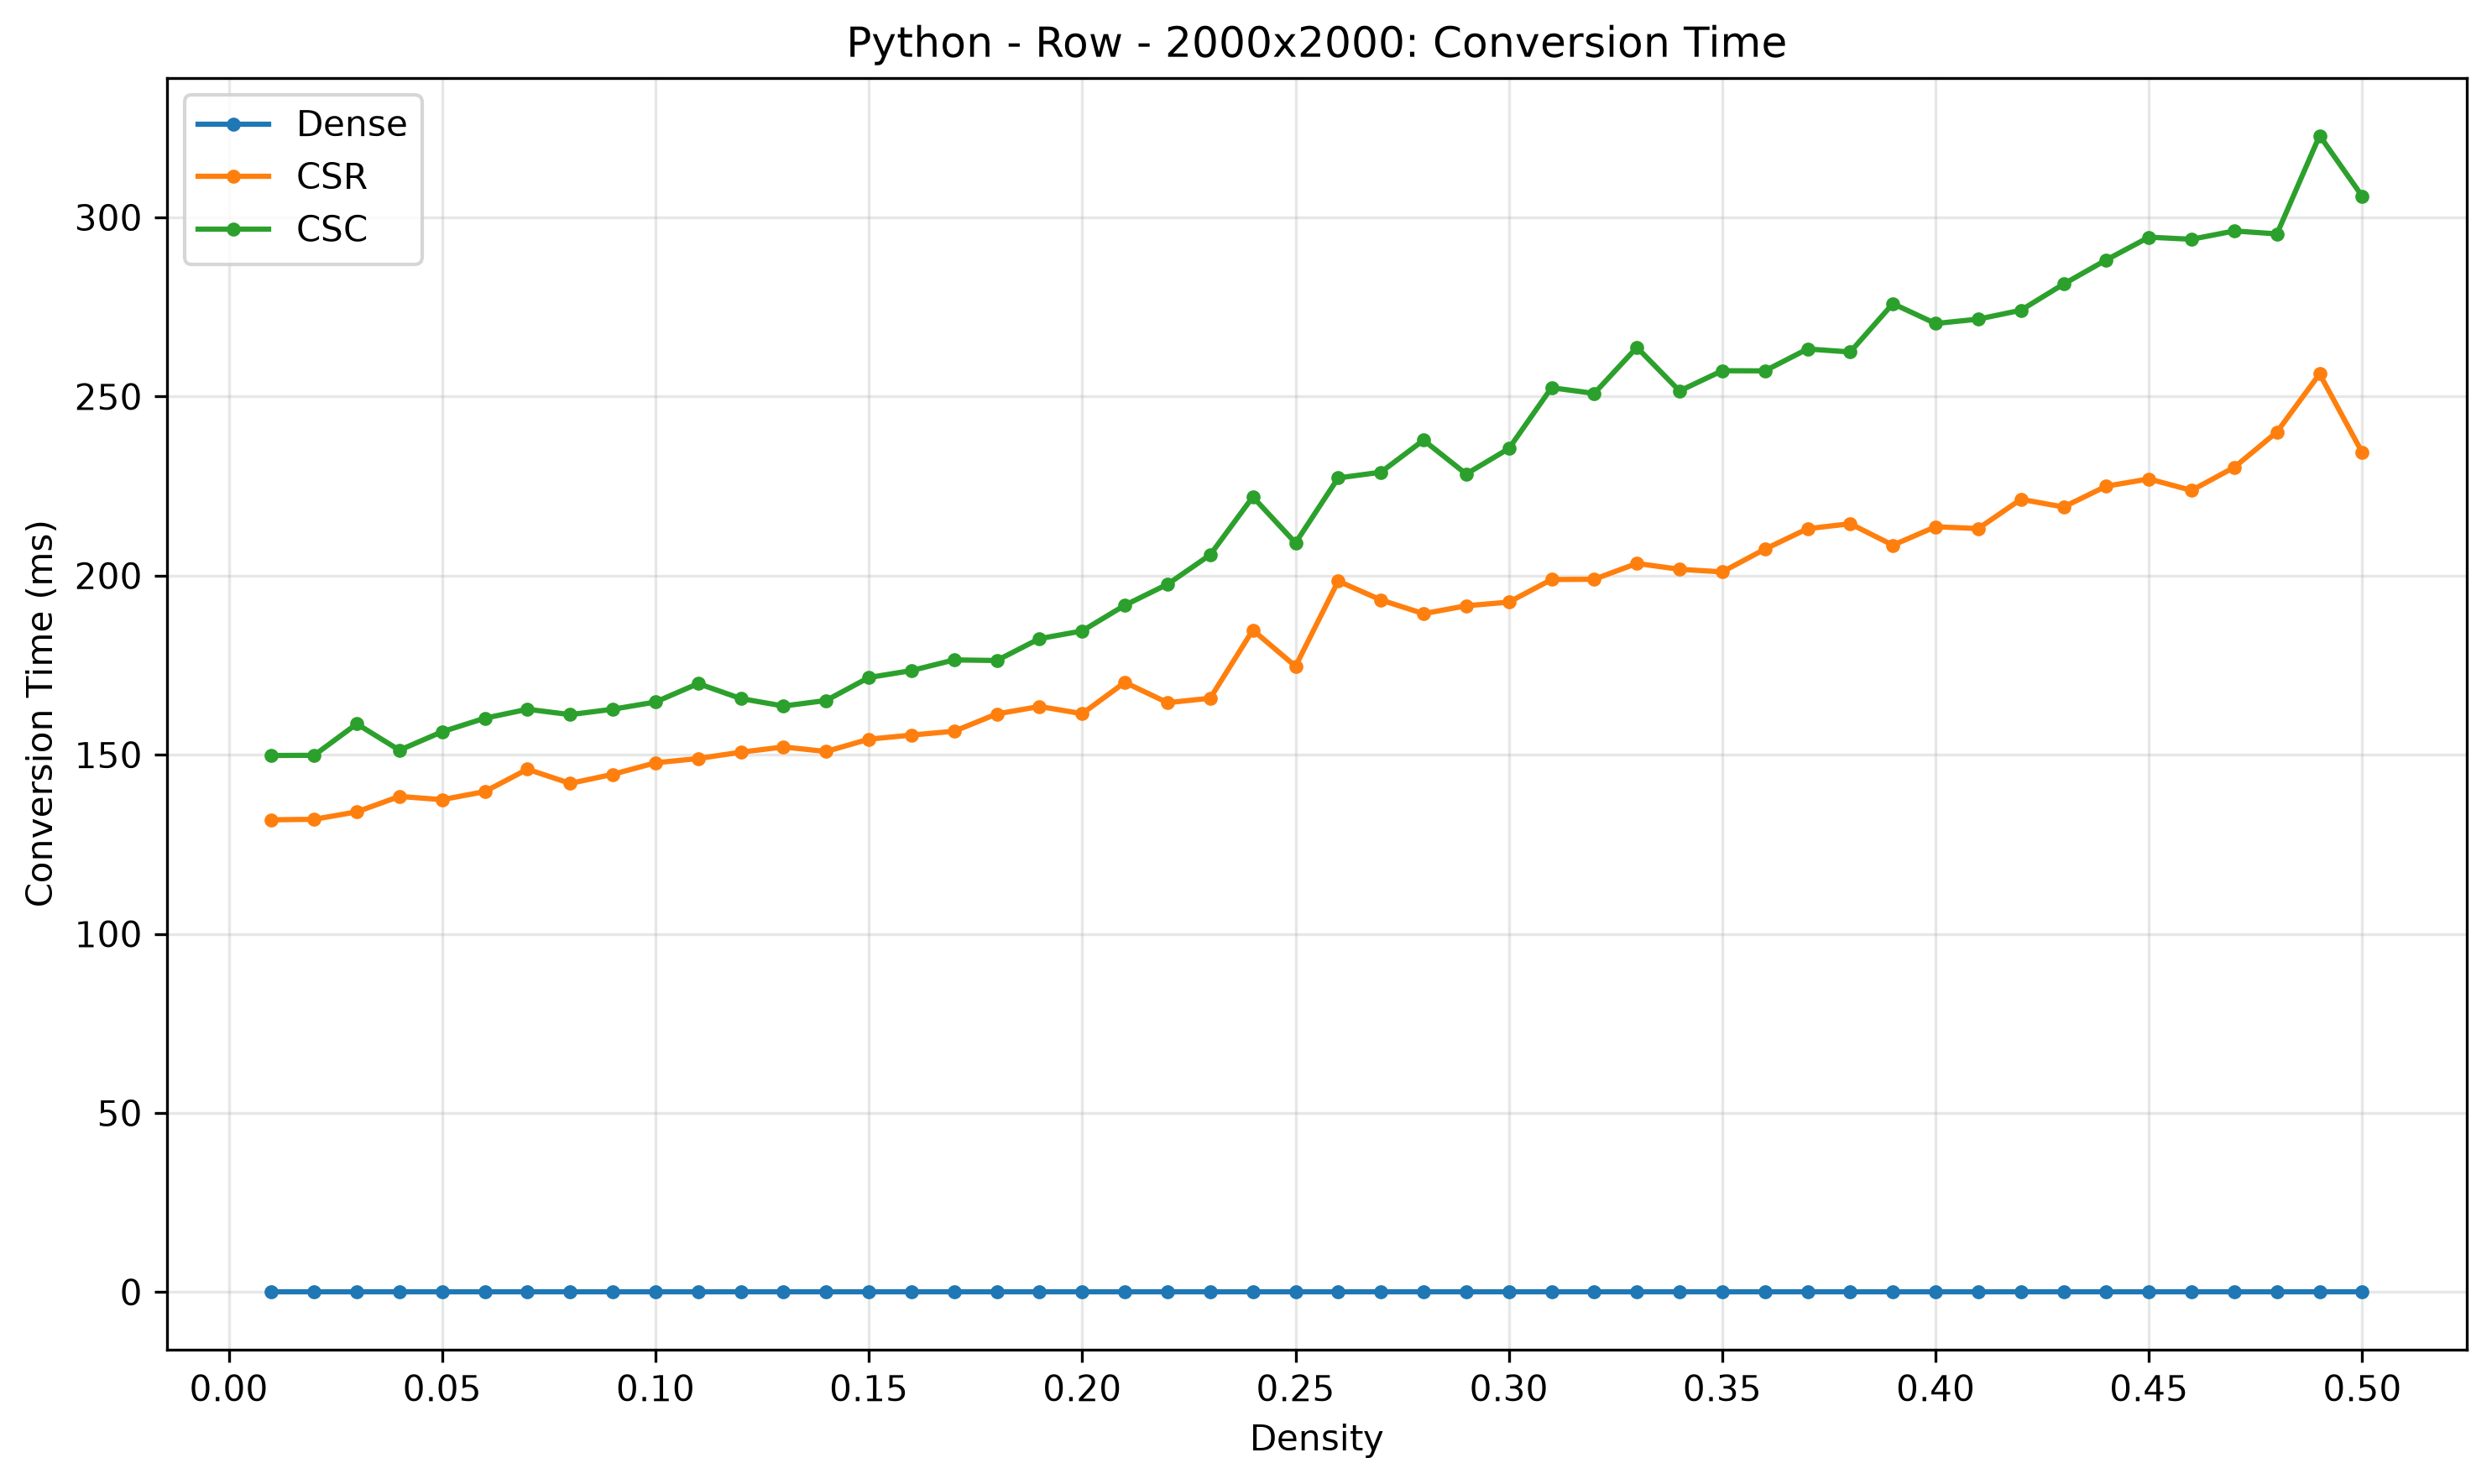 Python - Row - 2000x2000: Conversion Time
Dense
CSR
CSC
300
250
200
150
100
50
0
Conversion Time (ms)
0.00 0.05 0.10 0.15 0.20 0.25 0.30 0.35 0.40 0.45 0.50
Density